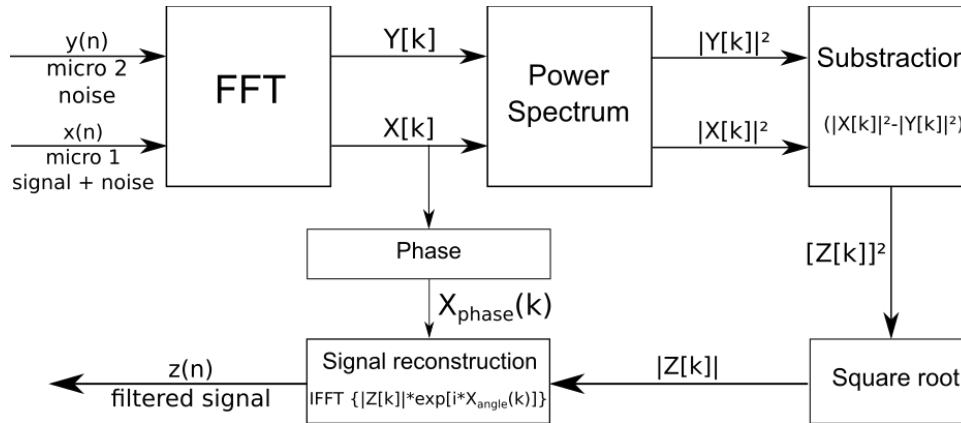 y(n)
micro 2
noise
x(n)
micro 1
signal + noise
FFT
Y[k]
X[k]
Power
Spectrum
|Y[k]|²
|X[k]|²
Substraction
(|X[k]|²-|Y[k]|²)
Phase
X_phase(k)
[Z[k]]²
Square root
|Z[k]|
Signal reconstruction
IFFT {|Z[k]|*exp[i*X_angle(k)]}
z(n)
filtered signal